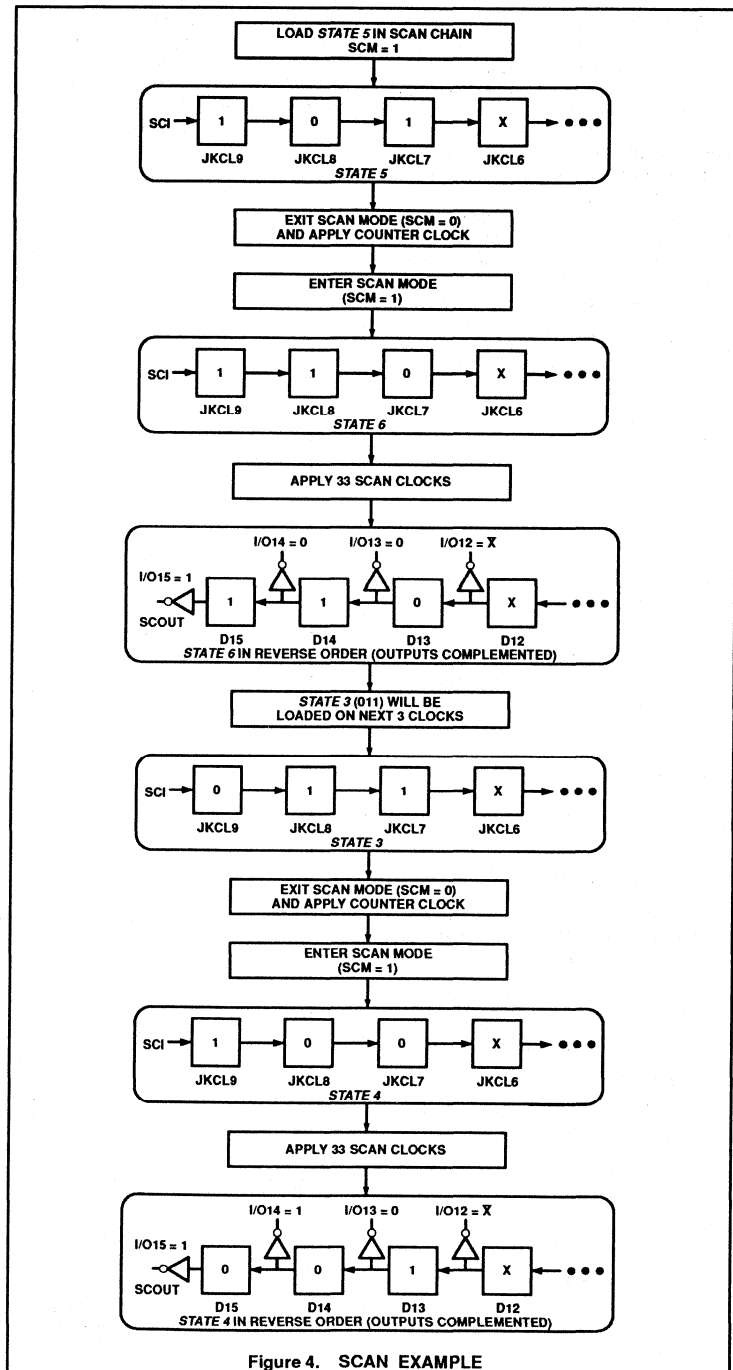 LOAD STATE 5 IN SCAN CHAIN
SCM = 1
SCI 1 0 1 X
JKCL9 JKCL8 JKCL7 JKCL6
STATE 5
EXIT SCAN MODE (SCM = 0)
AND APPLY COUNTER CLOCK
ENTER SCAN MODE
(SCM = 1)
SCI 1 1 0 X
JKCL9 JKCL8 JKCL7 JKCL6
STATE 6
APPLY 33 SCAN CLOCKS
I/O14 = 0 I/O13 = 0 I/O12 = X̅
I/O15 = 1
1 1 0 X
SCOUT
D15 D14 D13 D12
STATE 6 IN REVERSE ORDER (OUTPUTS COMPLEMENTED)
STATE 3 (011) WILL BE
LOADED ON NEXT 3 CLOCKS
SCI 0 1 1 X
JKCL9 JKCL8 JKCL7 JKCL6
STATE 3
EXIT SCAN MODE (SCM = 0)
AND APPLY COUNTER CLOCK
ENTER SCAN MODE
(SCM = 1)
SCI 1 0 0 X
JKCL9 JKCL8 JKCL7 JKCL6
STATE 4
APPLY 33 SCAN CLOCKS
I/O14 = 1 I/O13 = 0 I/O12 = X̅
I/O15 = 1
0 0 1 X
SCOUT
D15 D14 D13 D12
STATE 4 IN REVERSE ORDER (OUTPUTS COMPLEMENTED)
Figure 4. SCAN EXAMPLE